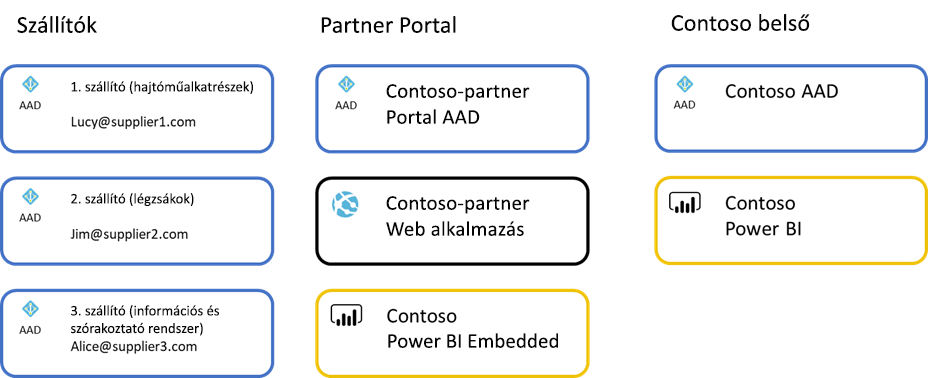 Szállítók
AAD
1. szállító (hajtóműalkatrészek)
Lucy@supplier1.com
AAD
2. szállító (légzsákok)
Jim@supplier2.com
AAD
3. szállító (információs és
szórakoztató rendszer)
Alice@supplier3.com
Partner Portal
AAD
Contoso-partner
Portal AAD
Contoso-partner
Web alkalmazás
Contoso
Power BI Embedded
Contoso belső
AAD
Contoso AAD
Contoso
Power BI